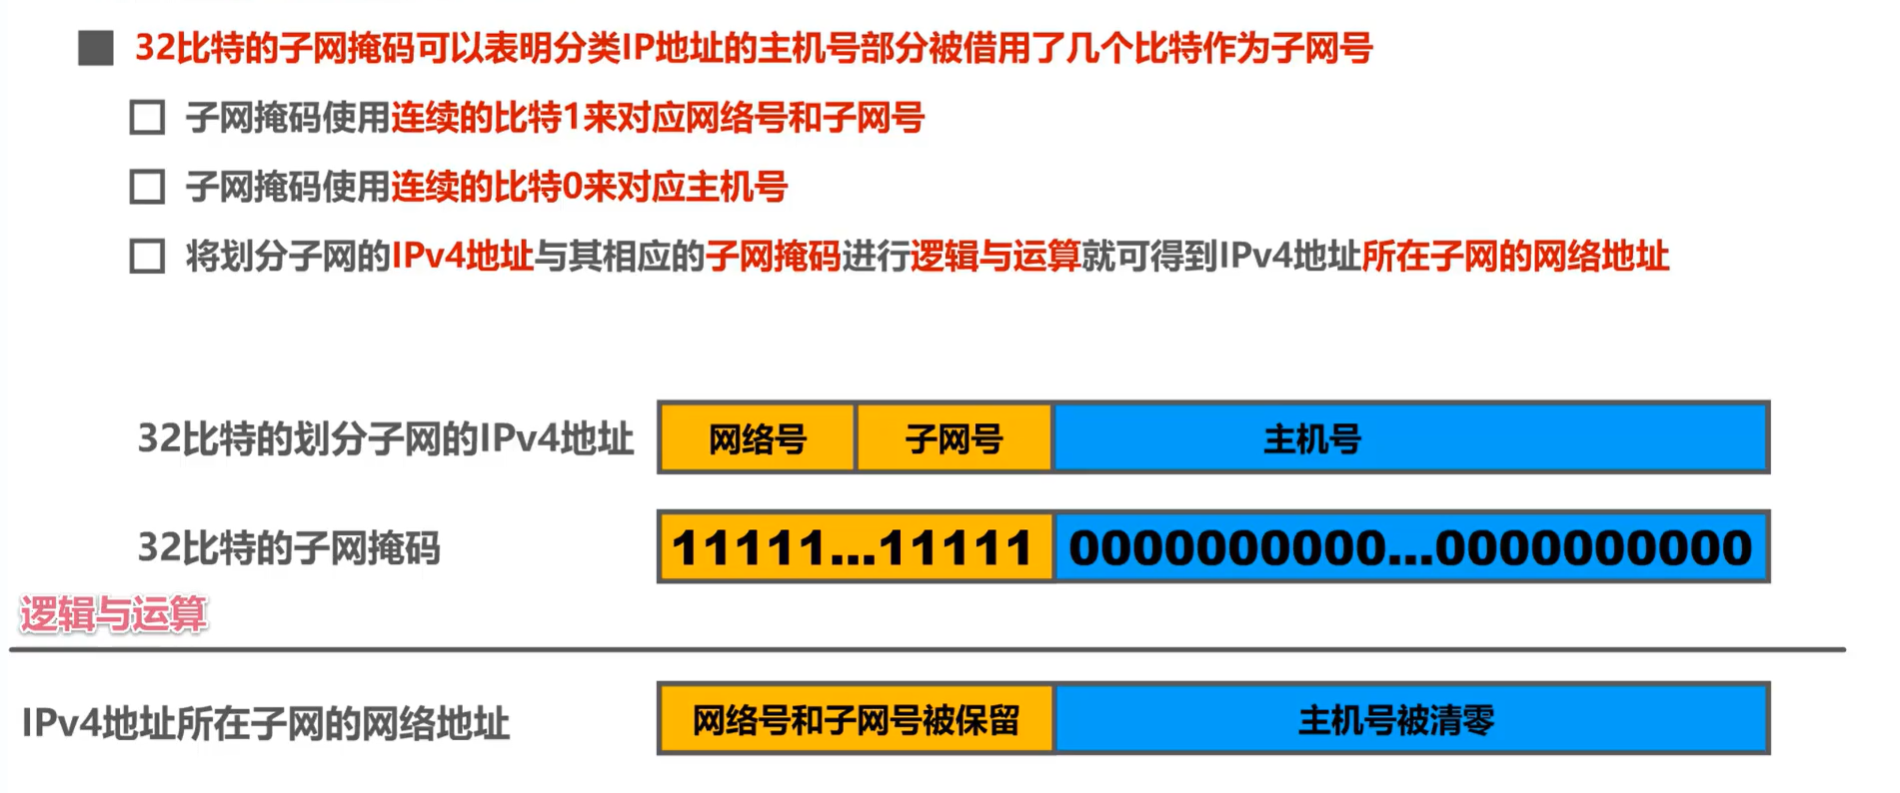 32比特的子网掩码可以表明分类IP地址的主机号部分被借用了几个比特作为子网号
子网掩码使用连续的比特1来对应网络号和子网号
子网掩码使用连续的比特0来对应主机号
将划分子网的IPv4地址与其相应的子网掩码进行逻辑与运算就可得到IPv4地址所在子网的网络地址
32比特的划分子网的IPv4地址 网络号 子网号 主机号
32比特的子网掩码 11111...11111 0000000000...0000000000
逻辑与运算
IPv4地址所在子网的网络地址 网络号和子网号被保留 主机号被清零